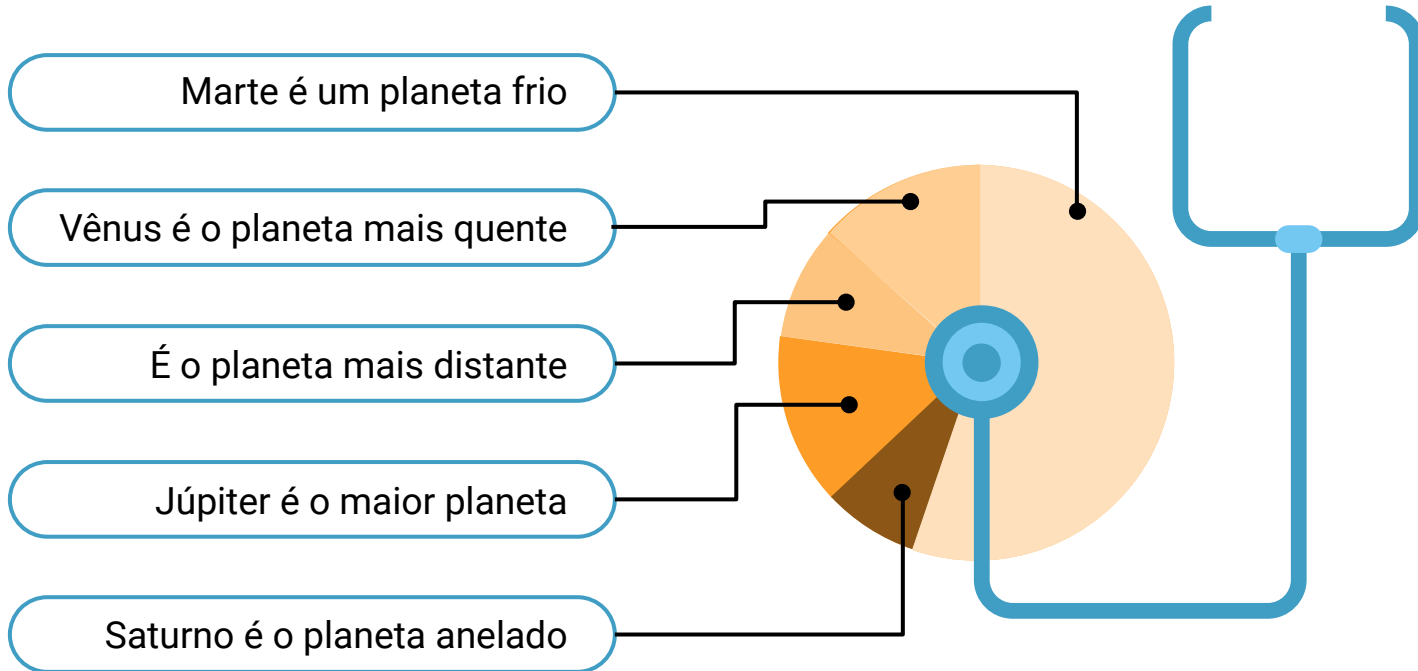 Marte é um planeta frio
Vênus é o planeta mais quente
É o planeta mais distante
Júpiter é o maior planeta
Saturno é o planeta anelado